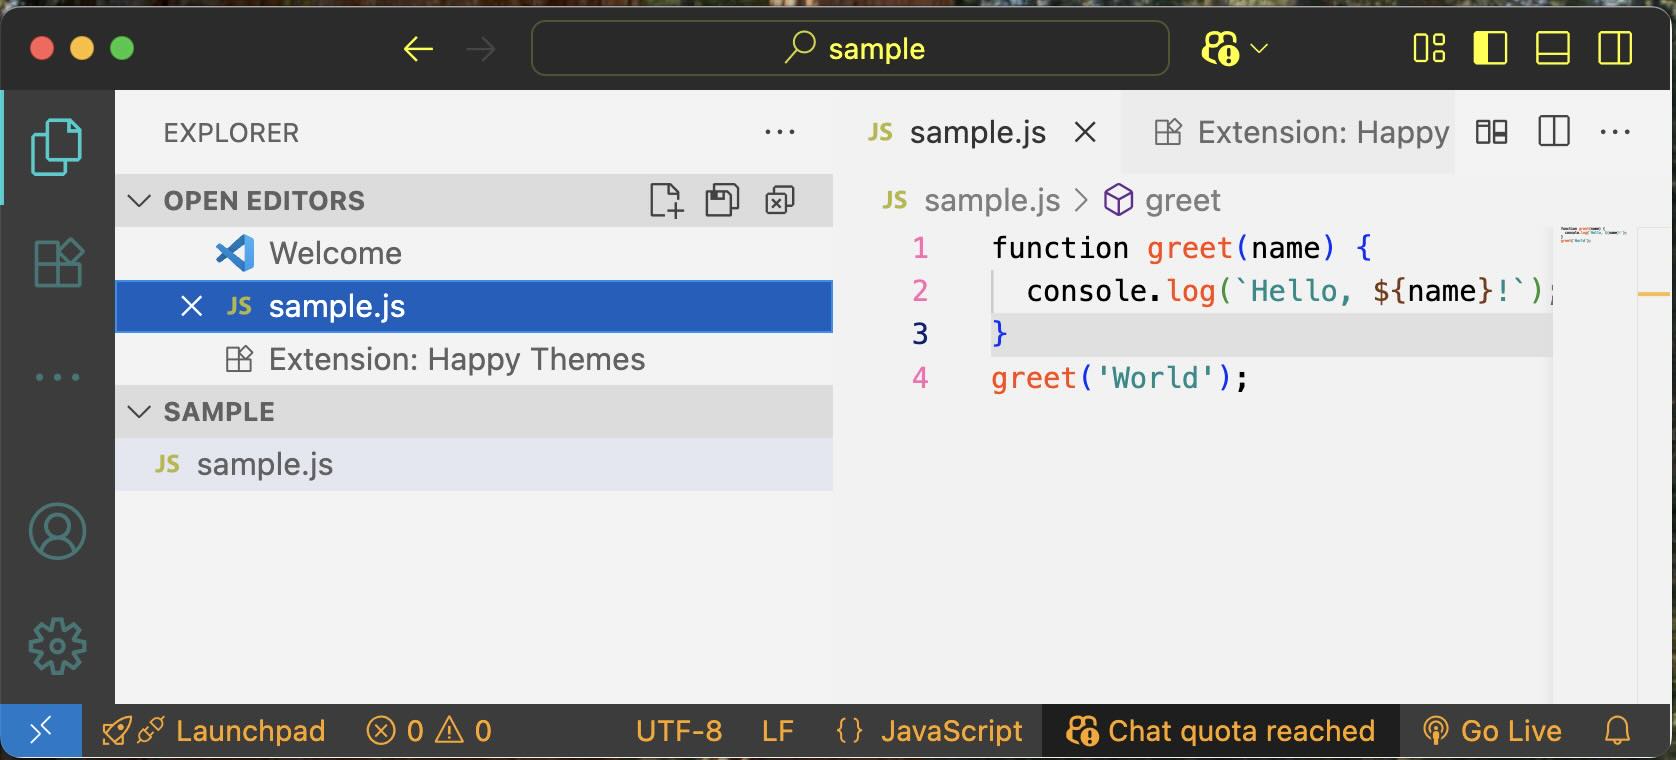 sample
EXPLORER
OPEN EDITORS
Welcome
JS sample.js
Extension: Happy Themes
SAMPLE
JS sample.js
JS sample.js
Extension: Happy
JS sample.js > greet
1 function greet(name) {
2 console.log(`Hello, ${name}!`);
3 }
4 greet('World');
Launchpad 0 0 UTF-8 LF {} JavaScript Chat quota reached Go Live